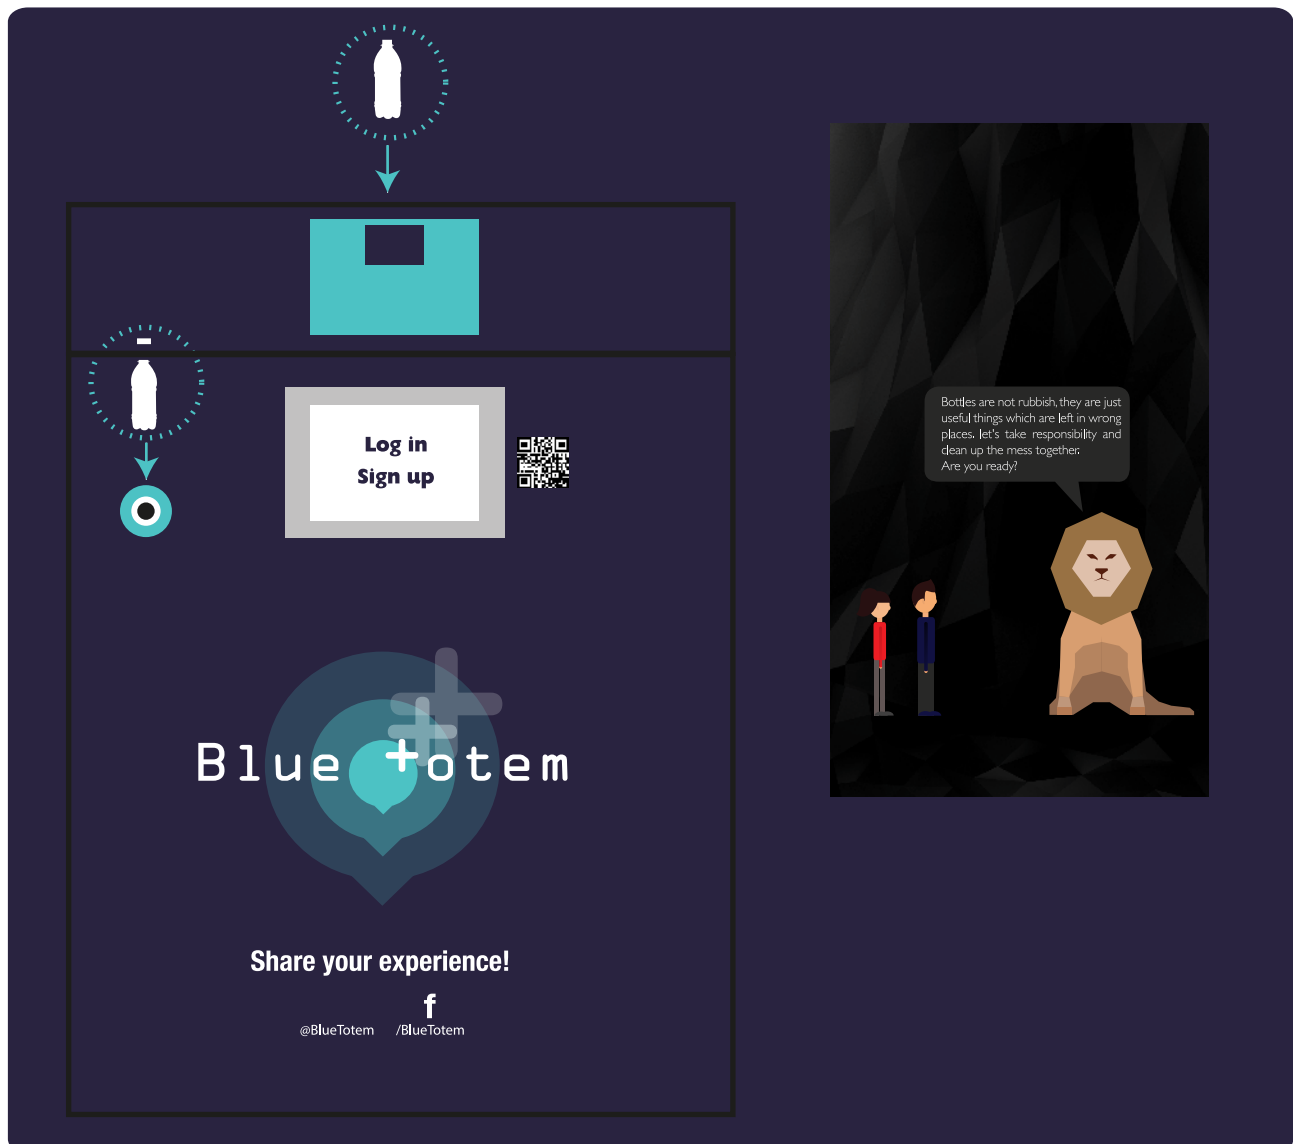 Log in
Sign up
Bottles are not rubbish, they are just
useful things which are left in wrong
places. let's take responsibility and
clean up the mess together.
Are you ready?
Blue totem
Share your experience!
f
@BlueTotem /BlueTotem